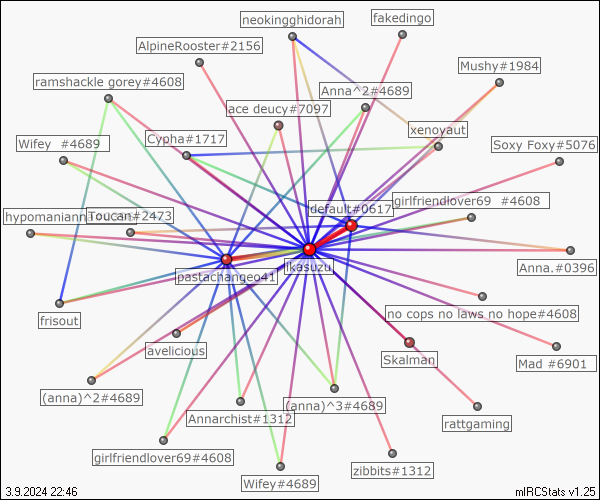 neokingghidorah
fakedingo
AlpineRooster#2156
Mushy#1984
ramshackle gorey#4608
Anna^2#4689
ace deucy#7097
xenoyaut
Wifey #4689
Cypha#1717
Soxy Foxy#5076
girlfriendlover69 #4608
default#0617
Toucan#2473
Anna.#0396
likasuzu
pastachangeo41
no cops no laws no hope#4608
frisout
avelicious
Skalman
Mad #6901
(anna)^2#4689
(anna)^3#4689
Annarchist#1312
rattgaming
girlfriendlover69#4608
zibbits#1312
Wifey#4689
3.9.2024 22:46
mIRCStats v1.25